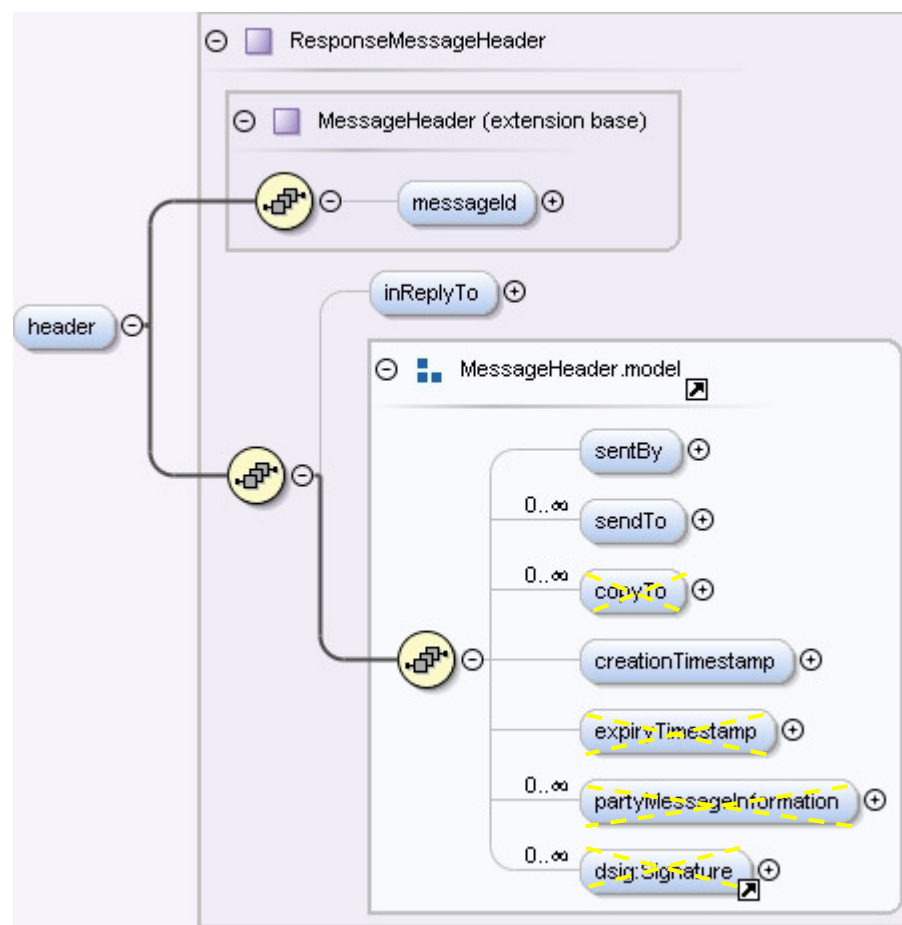 ResponseMessageHeader
MessageHeader (extension base)
messageId
inReplyTo
header
MessageHeader.model
sentBy
0..∞
sendTo
0..∞
copyTo
creationTimestamp
expiryTimestamp
0..∞
partyMessageInformation
0..∞
dsig:Signature